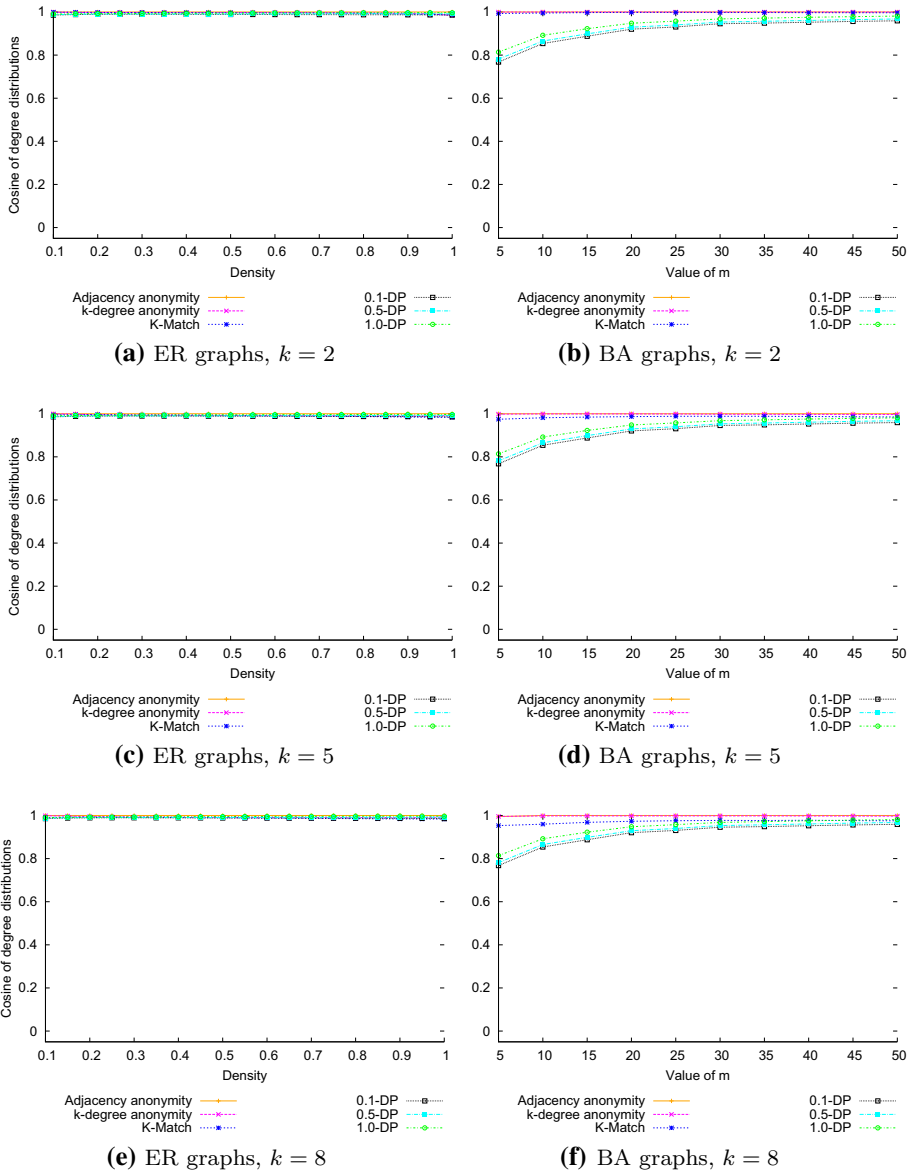 Cosine of degree distributions
1
0.8
0.6
0.4
0.2
0
0.1 0.2 0.3 0.4 0.5 0.6 0.7 0.8 0.9 1
Density
Adjacency anonymity
k-degree anonymity
K-Match
0.1-DP
0.5-DP
1.0-DP
(a) ER graphs, k = 2
Cosine of degree distributions
1
0.8
0.6
0.4
0.2
0
5 10 15 20 25 30 35 40 45 50
Value of m
Adjacency anonymity
k-degree anonymity
K-Match
0.1-DP
0.5-DP
1.0-DP
(b) BA graphs, k = 2
Cosine of degree distributions
1
0.8
0.6
0.4
0.2
0
0.1 0.2 0.3 0.4 0.5 0.6 0.7 0.8 0.9 1
Density
Adjacency anonymity
k-degree anonymity
K-Match
0.1-DP
0.5-DP
1.0-DP
(c) ER graphs, k = 5
Cosine of degree distributions
1
0.8
0.6
0.4
0.2
0
5 10 15 20 25 30 35 40 45 50
Value of m
Adjacency anonymity
k-degree anonymity
K-Match
0.1-DP
0.5-DP
1.0-DP
(d) BA graphs, k = 5
Cosine of degree distributions
1
0.8
0.6
0.4
0.2
0
0.1 0.2 0.3 0.4 0.5 0.6 0.7 0.8 0.9 1
Density
Adjacency anonymity
k-degree anonymity
K-Match
0.1-DP
0.5-DP
1.0-DP
(e) ER graphs, k = 8
Cosine of degree distributions
1
0.8
0.6
0.4
0.2
0
5 10 15 20 25 30 35 40 45 50
Value of m
Adjacency anonymity
k-degree anonymity
K-Match
0.1-DP
0.5-DP
1.0-DP
(f) BA graphs, k = 8